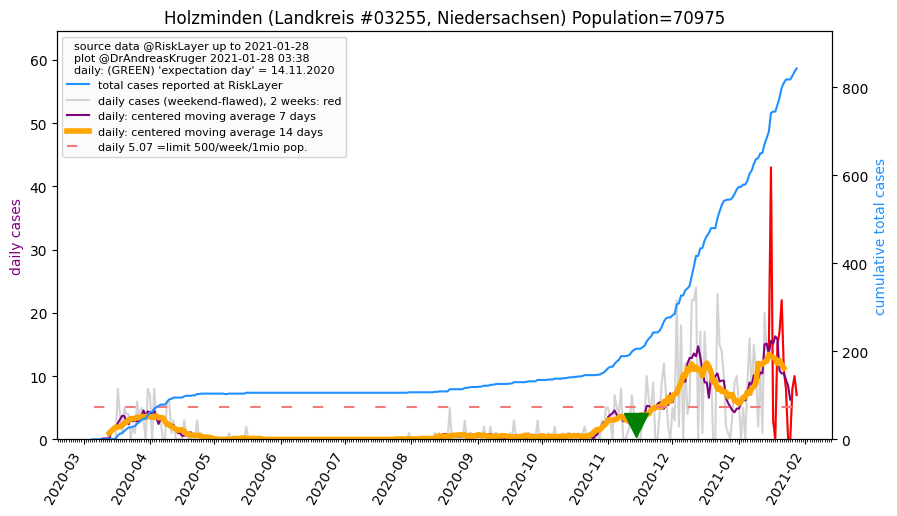 Holzminden (Landkreis #03255, Niedersachsen) Population=70975
source data @RiskLayer up to 2021-01-28
plot @DrAndreasKruger 2021-01-28 03:38
daily: (GREEN) 'expectation day' = 14.11.2020
total cases reported at RiskLayer
daily cases (weekend-flawed), 2 weeks: red
daily: centered moving average 7 days
daily: centered moving average 14 days
daily 5.07 =limit 500/week/1mio pop.
daily cases
60
50
40
30
20
10
0
cumulative total cases
800
600
400
200
0
2020-03
2020-04
2020-05
2020-06
2020-07
2020-08
2020-09
2020-10
2020-11
2020-12
2021-01
2021-02